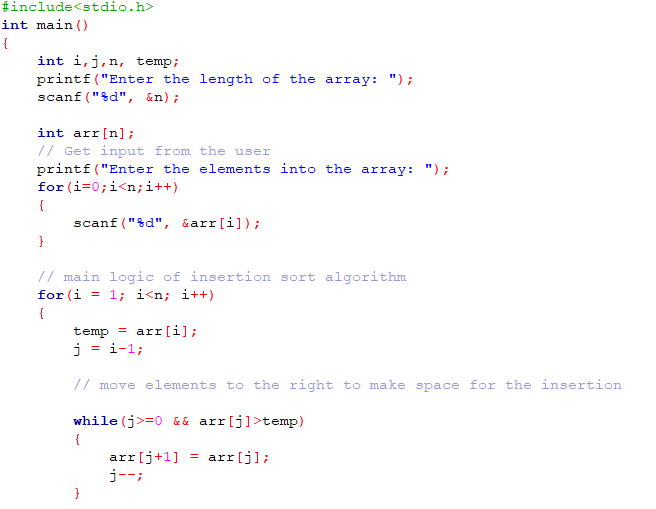 #include<stdio.h>
int main()
{
int i,j,n, temp;
printf("Enter the length of the array: ");
scanf("%d", &n);
int arr[n];
// Get input from the user
printf("Enter the elements into the array: ");
for(i=0;i<n;i++)
{
scanf("%d", &arr[i]);
}
// main logic of insertion sort algorithm
for(i = 1; i<n; i++)
{
temp = arr[i];
j = i-1;
// move elements to the right to make space for the insertion
while(j>=0 && arr[j]>temp)
{
arr[j+1] = arr[j];
j--;
}